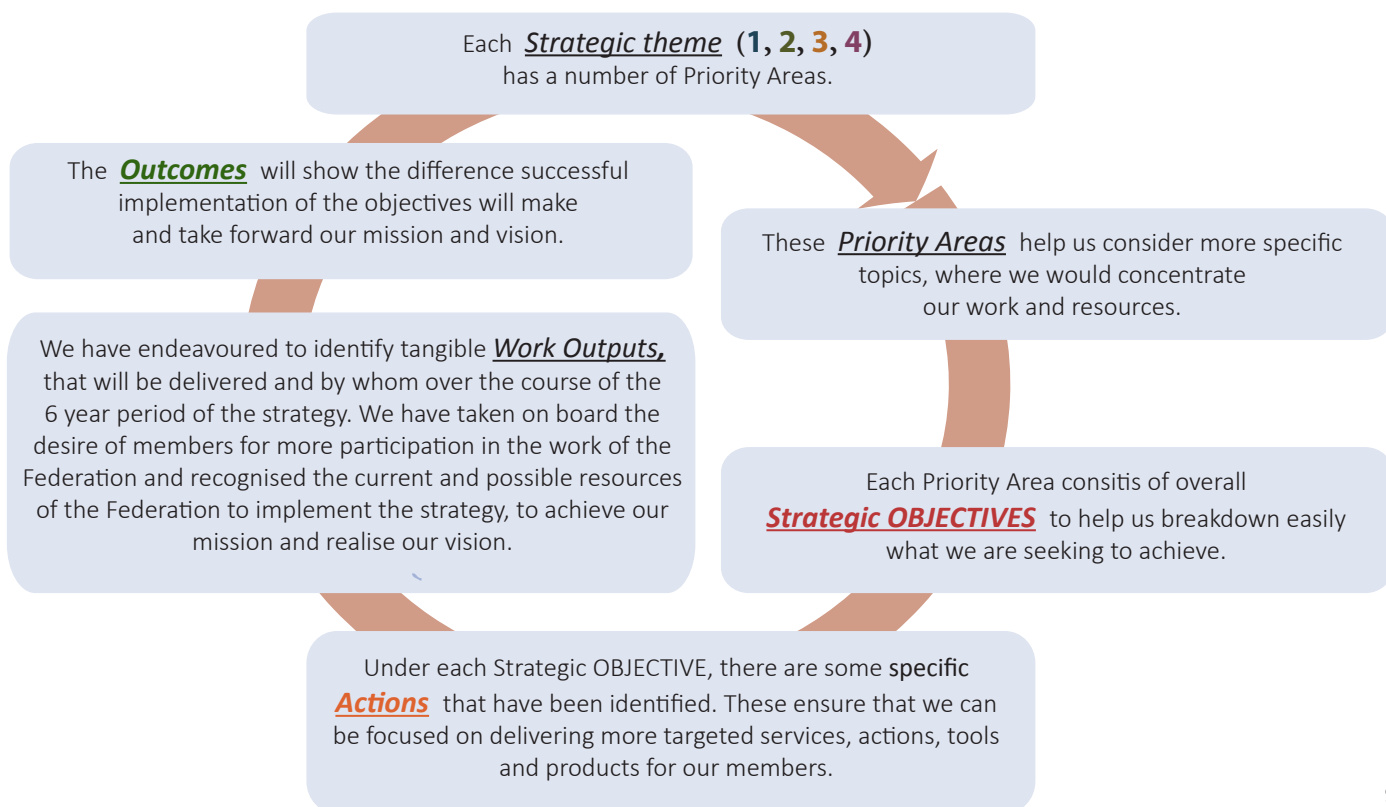 Each Strategic theme (1, 2, 3, 4)
has a number of Priority Areas.
These Priority Areas help us consider more specific
topics, where we would concentrate
our work and resources.
Each Priority Area consitis of overall
Strategic OBJECTIVES to help us breakdown easily
what we are seeking to achieve.
Under each Strategic OBJECTIVE, there are some specific
Actions that have been identified. These ensure that we can
be focused on delivering more targeted services, actions, tools
and products for our members.
We have endeavoured to identify tangible Work Outputs,
that will be delivered and by whom over the course of the
6 year period of the strategy. We have taken on board the
desire of members for more participation in the work of the
Federation and recognised the current and possible resources
of the Federation to implement the strategy, to achieve our
mission and realise our vision.
The Outcomes will show the difference successful
implementation of the objectives will make
and take forward our mission and vision.